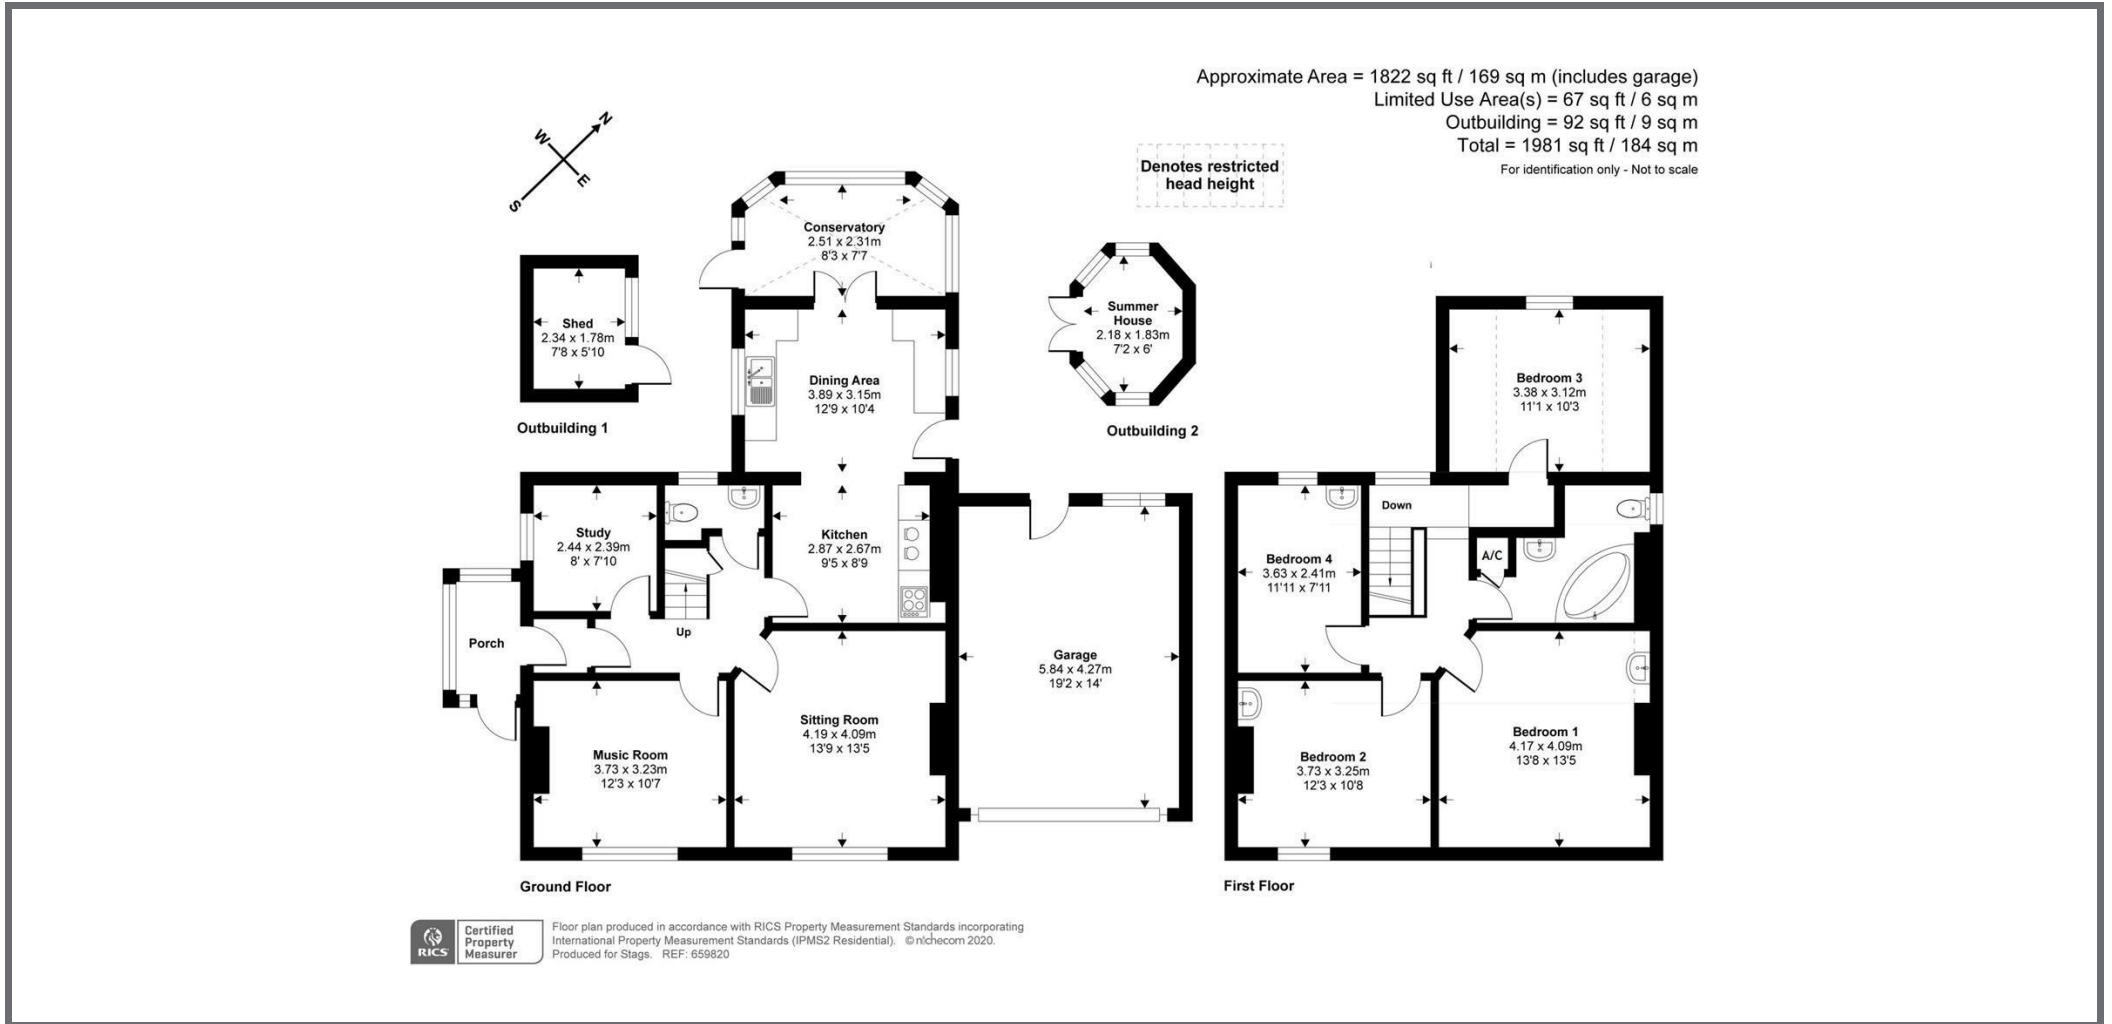 Approximate Area = 1822 sq ft / 169 sq m (includes garage)
Limited Use Area(s) = 67 sq ft / 6 sq m
Outbuilding = 92 sq ft / 9 sq m
Total = 1981 sq ft / 184 sq m
For identification only - Not to scale
Denotes restricted
head height
N
W
E
S
Conservatory
2.51 x 2.31m
8'3 x 7'7
Shed
2.34 x 1.78m
7'8 x 5'10
Outbuilding 1
Summer
House
2.18 x 1.83m
7'2 x 6'
Outbuilding 2
Dining Area
3.89 x 3.15m
12'9 x 10'4
Study
2.44 x 2.39m
8' x 7'10
Kitchen
2.87 x 2.67m
9'5 x 8'9
Up
Porch
Garage
5.84 x 4.27m
19'2 x 14'
Sitting Room
4.19 x 4.09m
13'9 x 13'5
Music Room
3.73 x 3.23m
12'3 x 10'7
Ground Floor
Bedroom 3
3.38 x 3.12m
11'1 x 10'3
Down
A/C
Bedroom 4
3.63 x 2.41m
11'11 x 7'11
Bedroom 1
4.17 x 4.09m
13'8 x 13'5
Bedroom 2
3.73 x 3.25m
12'3 x 10'8
First Floor
RICS
Certified
Property
Measurer
Floor plan produced in accordance with RICS Property Measurement Standards incorporating
International Property Measurement Standards (IPMS2 Residential). © nichecom 2020.
Produced for Stags. REF: 659820